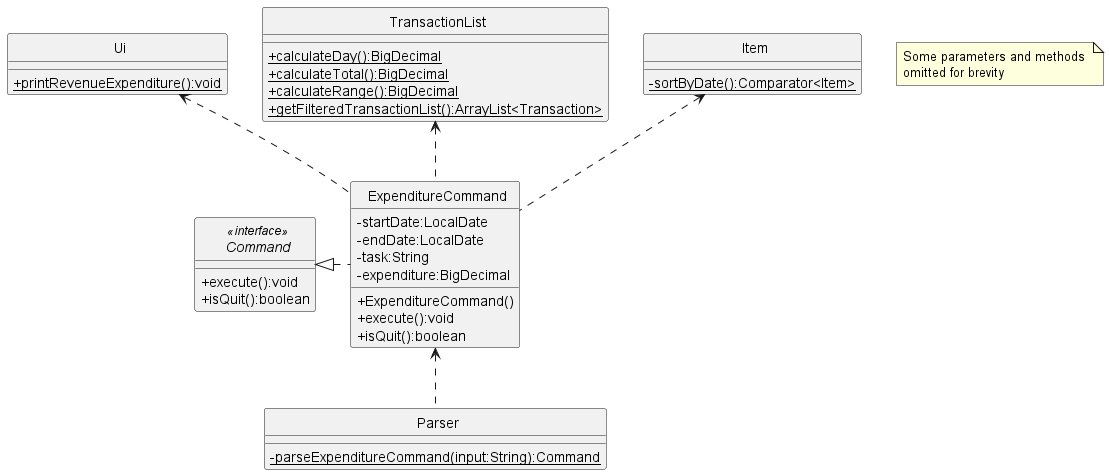 Ui
+printRevenueExpenditure():void
TransactionList
+calculateDay():BigDecimal
+calculateTotal():BigDecimal
+calculateRange():BigDecimal
+getFilteredTransactionList():ArrayList<Transaction>
Item
-sortByDate():Comparator<Item>
Some parameters and methods
omitted for brevity
«interface»
Command
+execute():void
+isQuit():boolean
ExpenditureCommand
-startDate:LocalDate
-endDate:LocalDate
-task:String
-expenditure:BigDecimal
+ExpenditureCommand()
+execute():void
+isQuit():boolean
Parser
-parseExpenditureCommand(input:String):Command